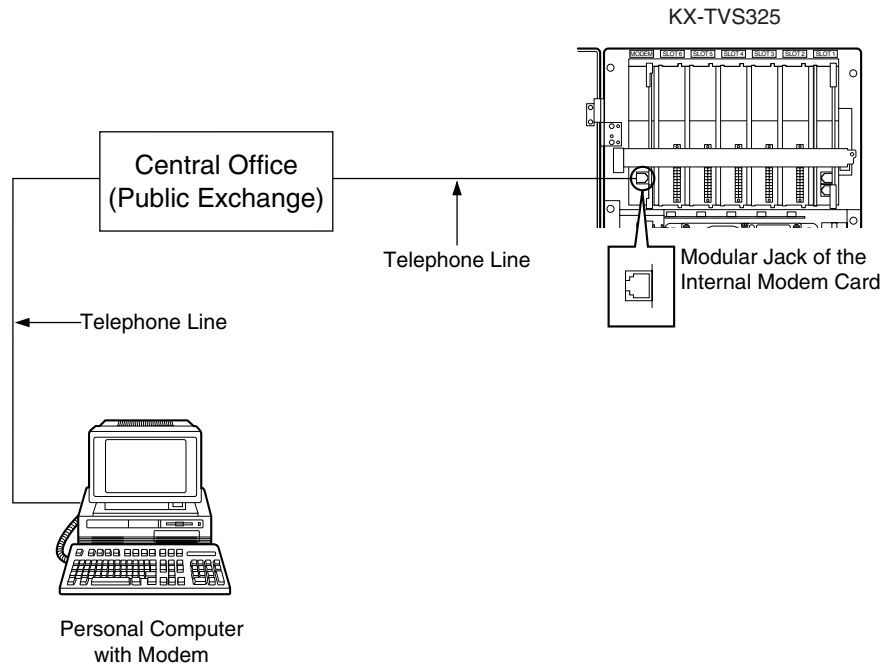 KX-TVS325
MODEM SLOT 6 SLOT 5 SLOT 4 SLOT 3 SLOT 2 SLOT 1
Central Office
(Public Exchange)
Telephone Line
Modular Jack of the
Internal Modem Card
Telephone Line
Personal Computer
with Modem